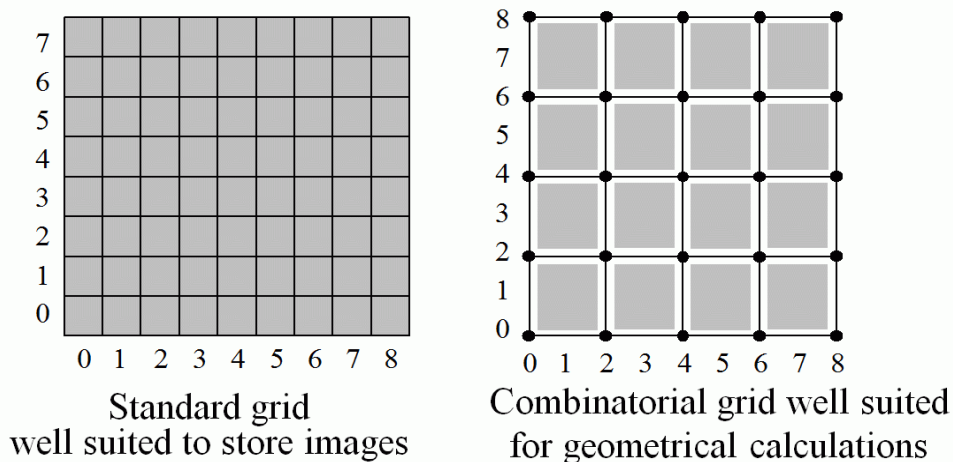 7
6
5
4
3
2
1
0
0 1 2 3 4 5 6 7 8
Standard grid
well suited to store images
8
7
6
5
4
3
2
1
0
0 1 2 3 4 5 6 7 8
Combinatorial grid well suited
for geometrical calculations